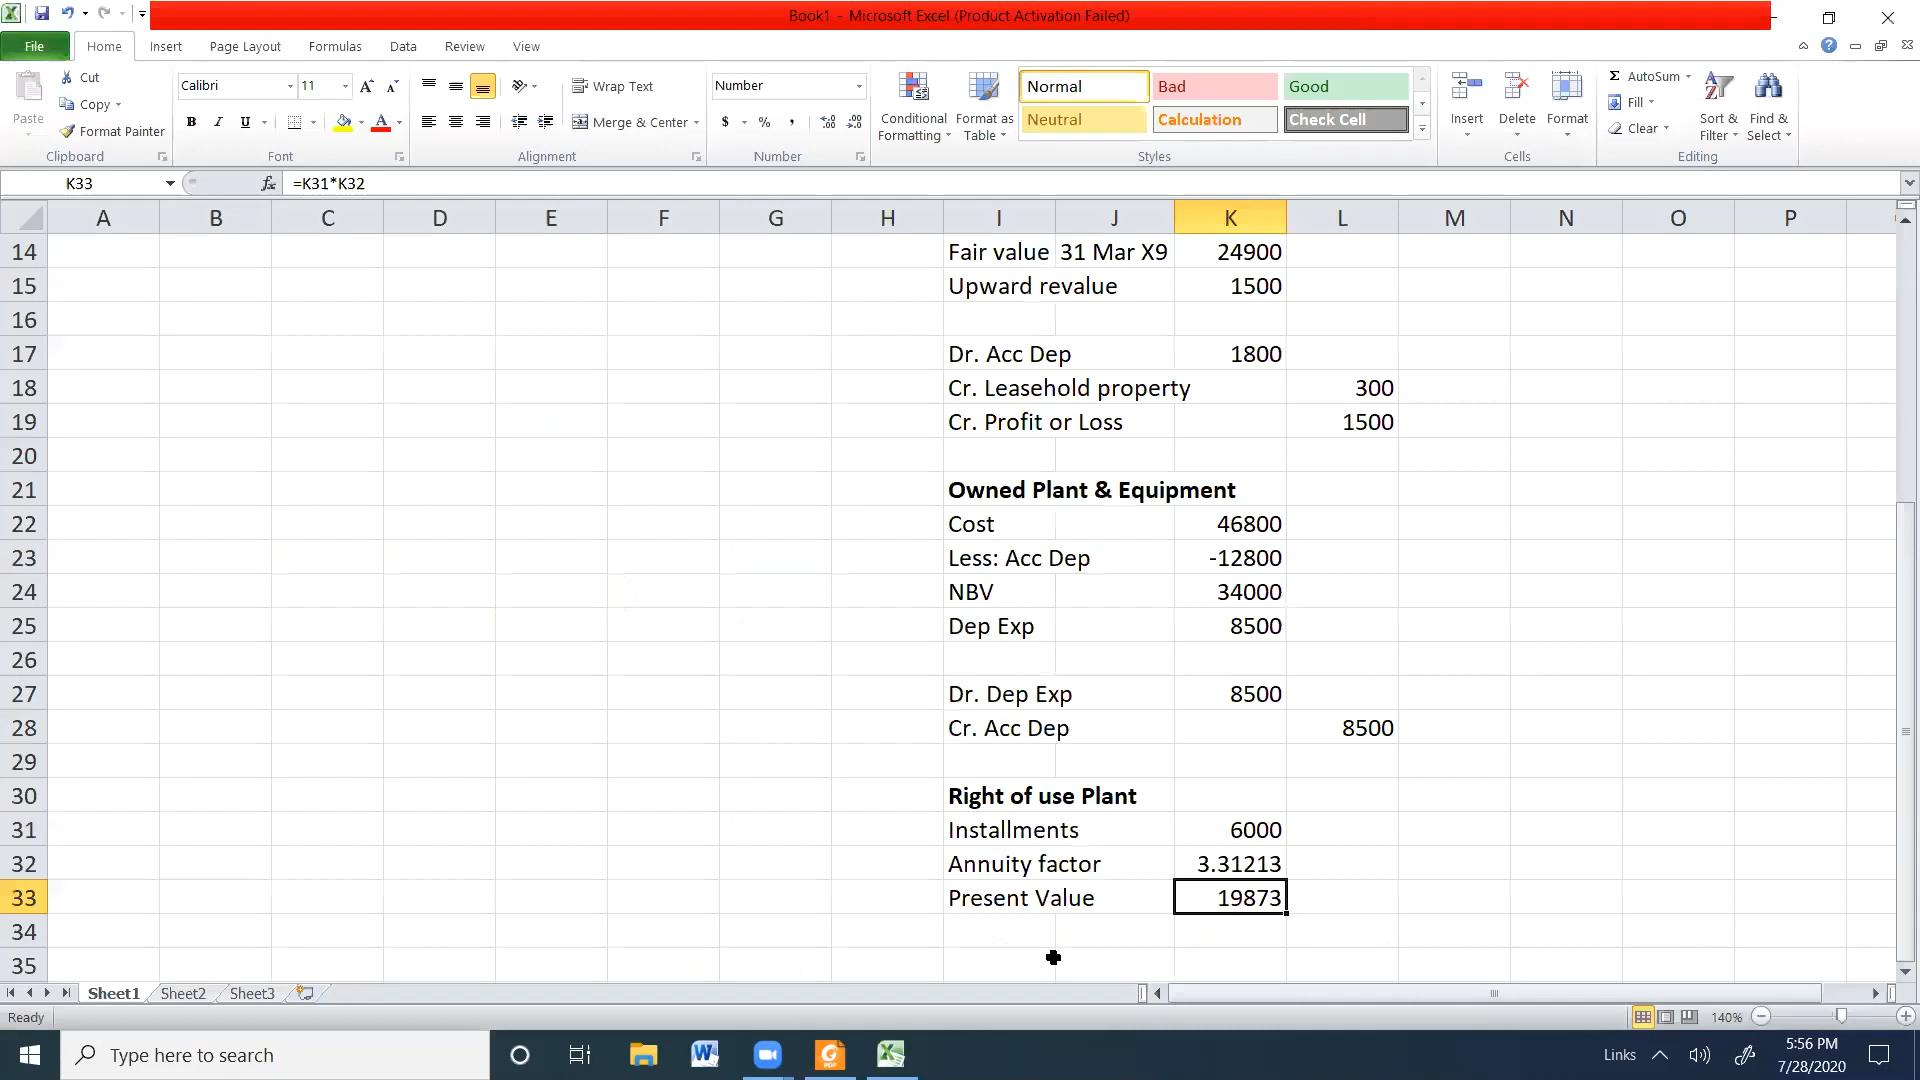 Book1 - Microsoft Excel (Product Activation Failed)
File Home Insert Page Layout Formulas Data Review View
Paste
Cut
Copy
Format Painter
Clipboard
Calibri 11
B I U
Font
Wrap Text
Merge & Center
Alignment
Number
$ % ,
Number
Conditional Formatting
Format as Table
Normal Bad Good
Neutral Calculation Check Cell
Styles
Insert Delete Format
Cells
Σ AutoSum
Fill
Clear
Sort & Filter
Find & Select
Editing
K33 fx =K31*K32
A B C D E F G H I J K L M N O P
14 Fair value 31 Mar X9 24900
15 Upward revalue 1500
16
17 Dr. Acc Dep 1800
18 Cr. Leasehold property 300
19 Cr. Profit or Loss 1500
20
21 Owned Plant & Equipment
22 Cost 46800
23 Less: Acc Dep -12800
24 NBV 34000
25 Dep Exp 8500
26
27 Dr. Dep Exp 8500
28 Cr. Acc Dep 8500
29
30 Right of use Plant
31 Installments 6000
32 Annuity factor 3.31213
33 Present Value 19873
34
35
Sheet1 Sheet2 Sheet3
Ready 140%
Type here to search
Links 5:56 PM
7/28/2020